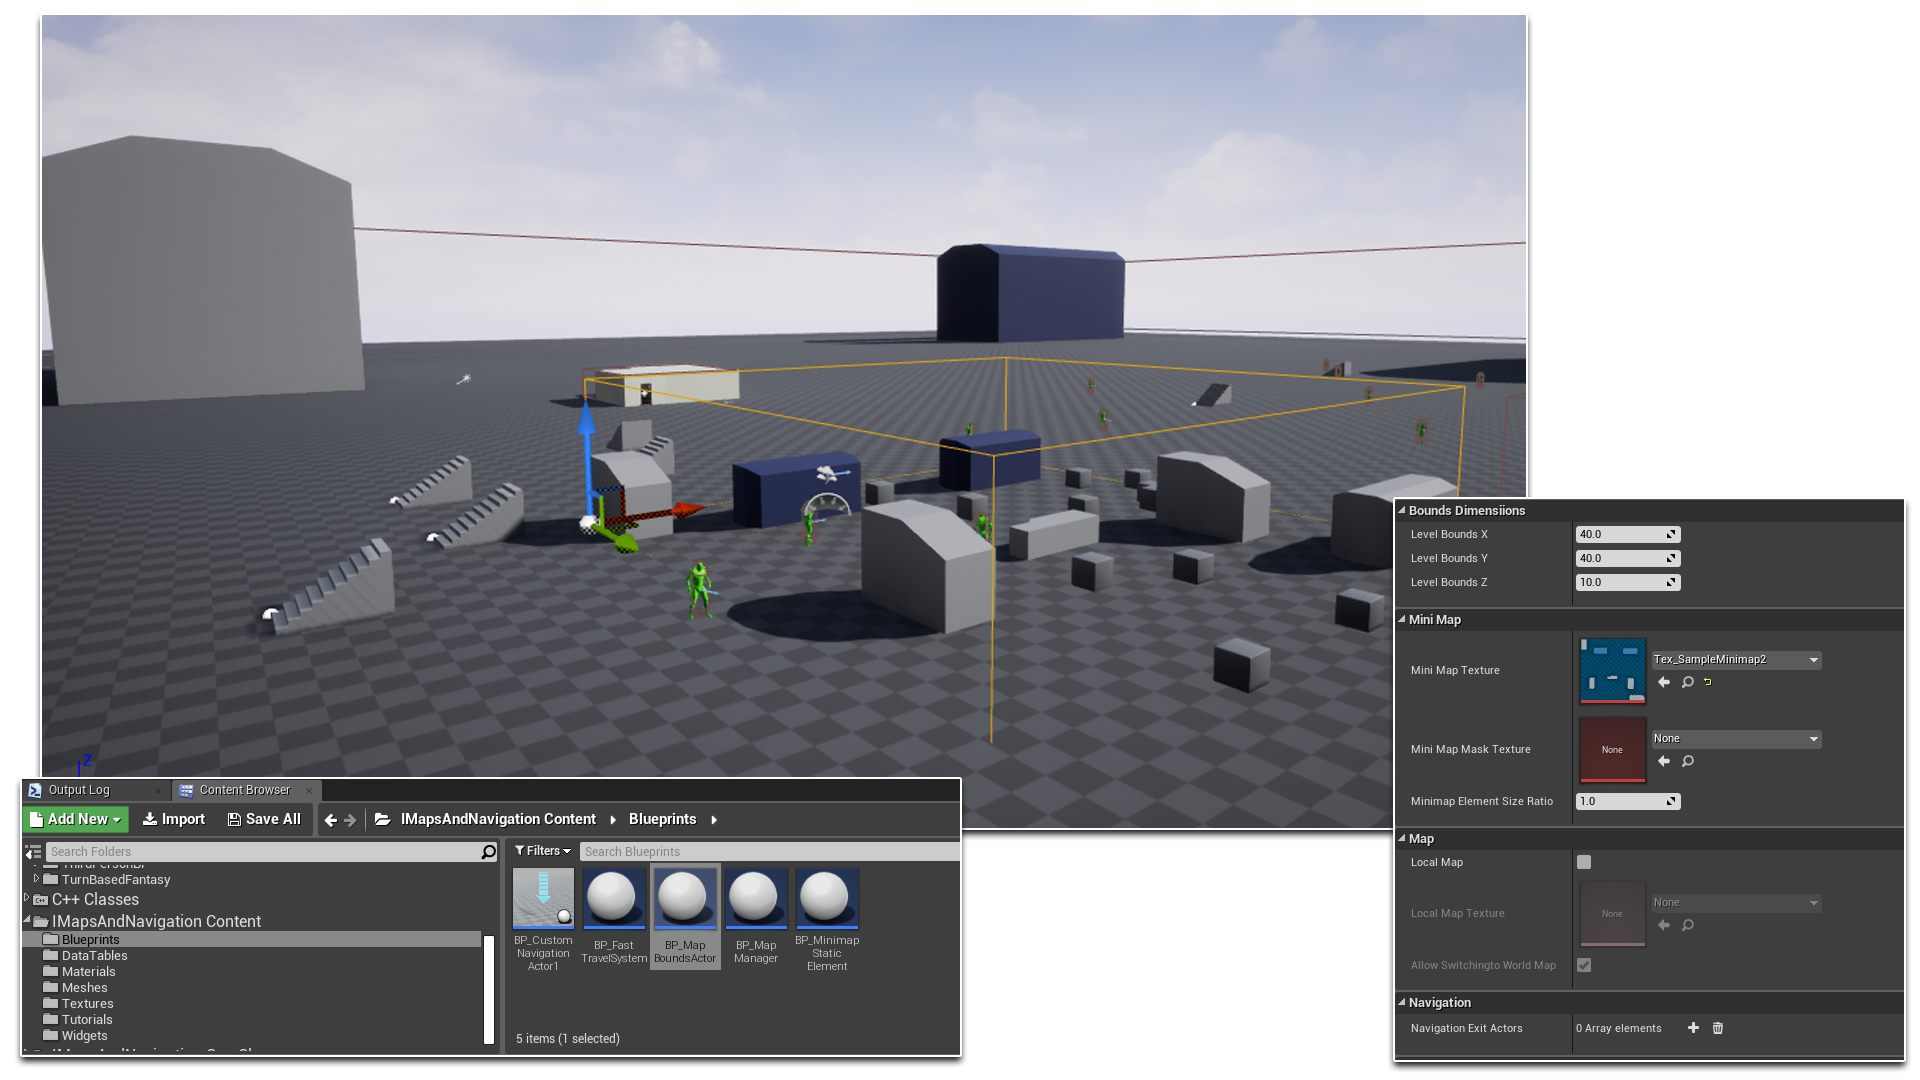 Z
Bounds Dimensiions
Level Bounds X
40.0
Level Bounds Y
40.0
Level Bounds Z
10.0
Mini Map
Mini Map Texture
Tex_SampleMinimap2
Mini Map Mask Texture
None
None
Minimap Element Size Ratio
1.0
Map
Local Map
Local Map Texture
None
None
Allow Switchingto World Map
Navigation
Navigation Exit Actors
0 Array elements
Output Log
Content Browser
Add New
Import
Save All
IMapsAndNavigation Content
Blueprints
Search Folders
TurnBasedFantasy
C++ Classes
IMapsAndNavigation Content
Blueprints
DataTables
Materials
Meshes
Textures
Tutorials
Widgets
Filters
Search Blueprints
BP_Custom
Navigation
Actor1
BP_Fast
TravelSystem
BP_Map
BoundsActor
BP_Map
Manager
BP_Minimap
Static
Element
5 items (1 selected)